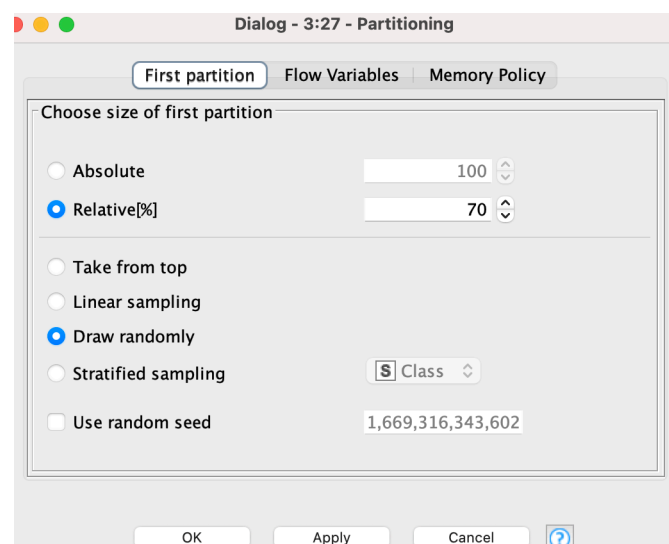 Dialog - 3:27 - Partitioning
First partition Flow Variables Memory Policy
Choose size of first partition
Absolute 100
Relative[%] 70
Take from top
Linear sampling
Draw randomly
Stratified sampling S Class
Use random seed 1,669,316,343,602
OK Apply Cancel ?